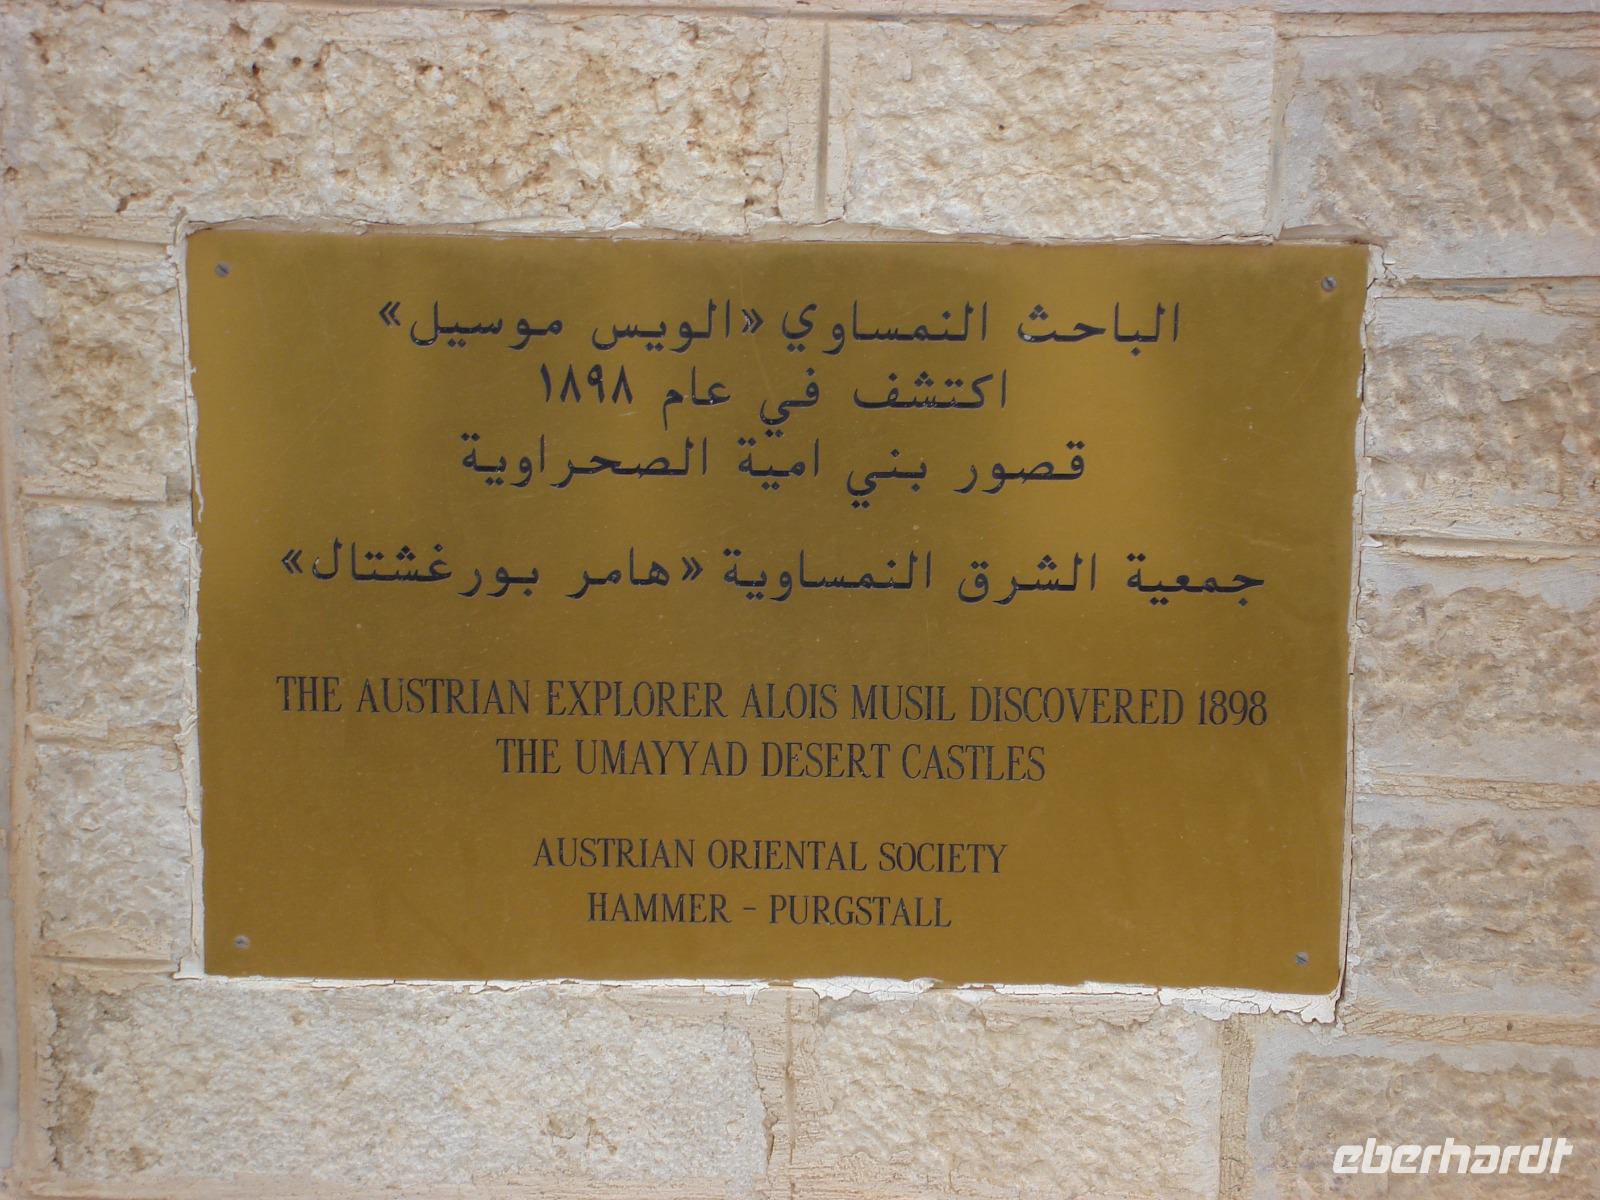 الباحث النمساوي «الويس موسيل»
اكتشف في عام ١٨٩٨
قصور بني امية الصحراوية
جمعية الشرق النمساوية «هامر بورغشتال»
THE AUSTRIAN EXPLORER ALOIS MUSIL DISCOVERED 1898
THE UMAYYAD DESERT CASTLES
AUSTRIAN ORIENTAL SOCIETY
HAMMER - PURGSTALL
eberhardt